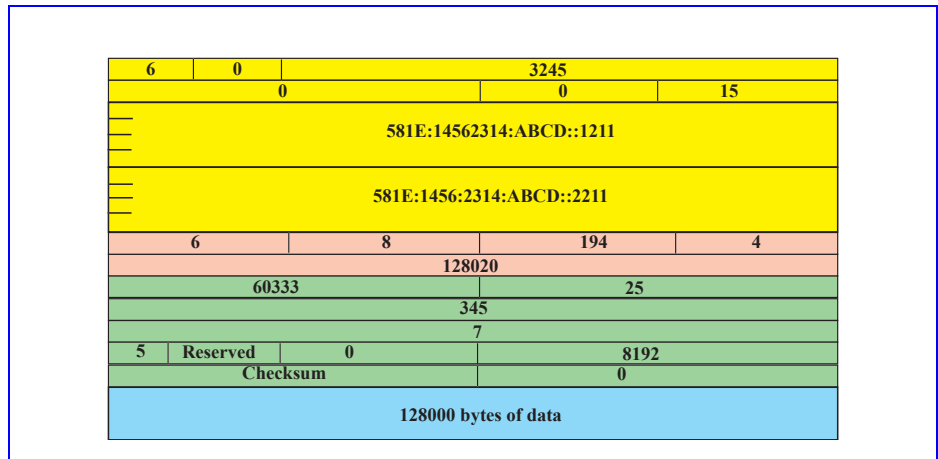 6 0 3245
0 0 15
581E:14562314:ABCD::1211
581E:1456:2314:ABCD::2211
6 8 194 4
128020
60333 25
345
7
5 Reserved 0 8192
Checksum 0
128000 bytes of data